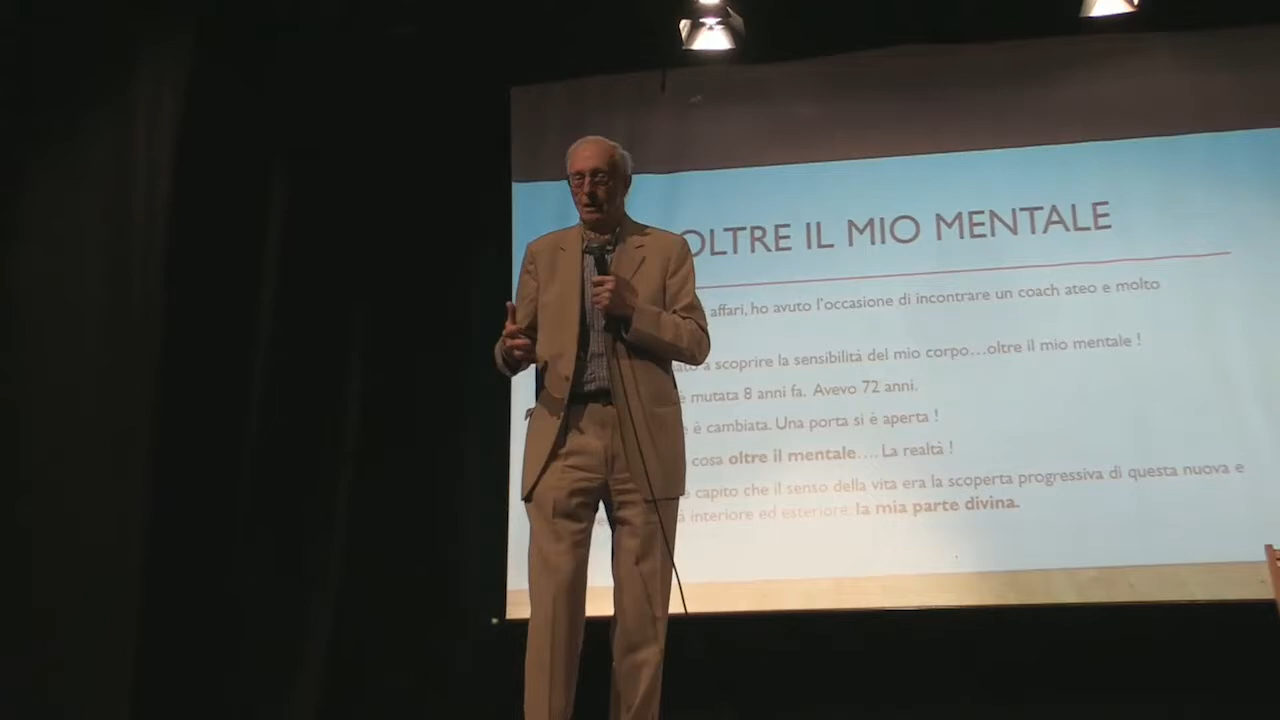 OLTRE IL MIO MENTALE
affari, ho avuto l'occasione di incontrare un coach ateo e molto
a scoprire la sensibilità del mio corpo...oltre il mio mentale !
è mutata 8 anni fa. Avevo 72 anni.
è cambiata. Una porta si è aperta !
cosa oltre il mentale.... La realtà !
capito che il senso della vita era la scoperta progressiva di questa nuova e
interiore ed esteriore: la mia parte divina.